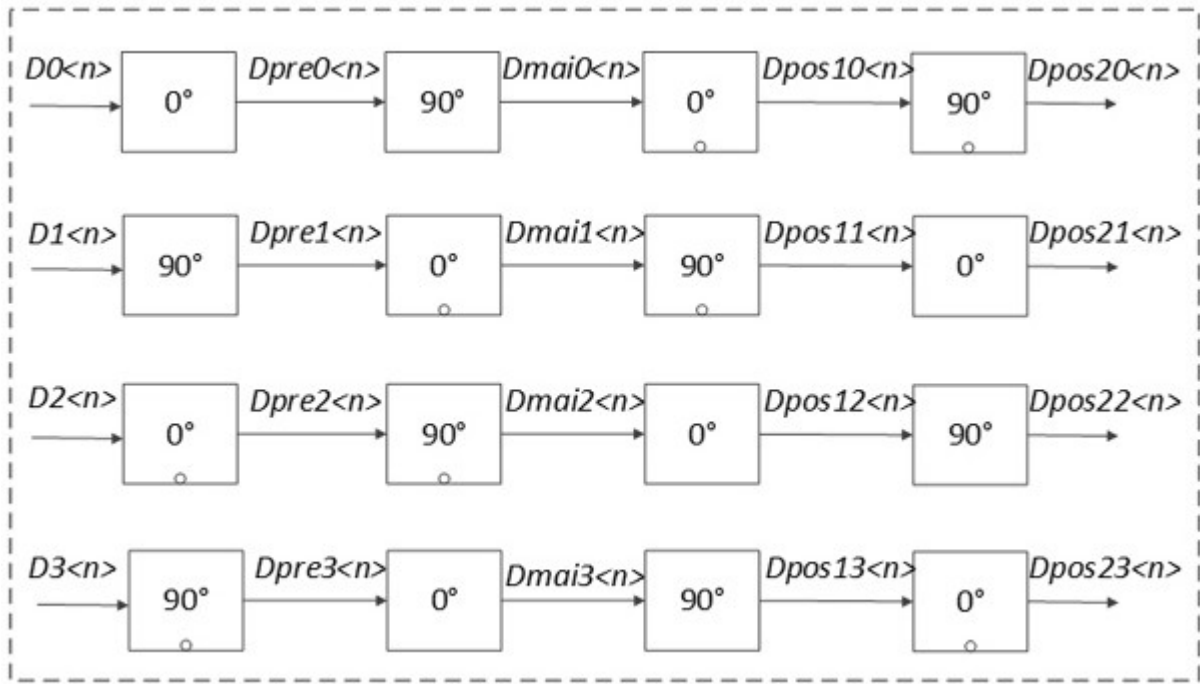 D0<n> Dpre0<n> Dmai0<n> Dpos10<n> Dpos20<n>
0° 90° 0° 90°
D1<n> Dpre1<n> Dmai1<n> Dpos11<n> Dpos21<n>
90° 0° 90° 0°
D2<n> Dpre2<n> Dmai2<n> Dpos12<n> Dpos22<n>
0° 90° 0° 90°
D3<n> Dpre3<n> Dmai3<n> Dpos13<n> Dpos23<n>
90° 0° 90° 0°